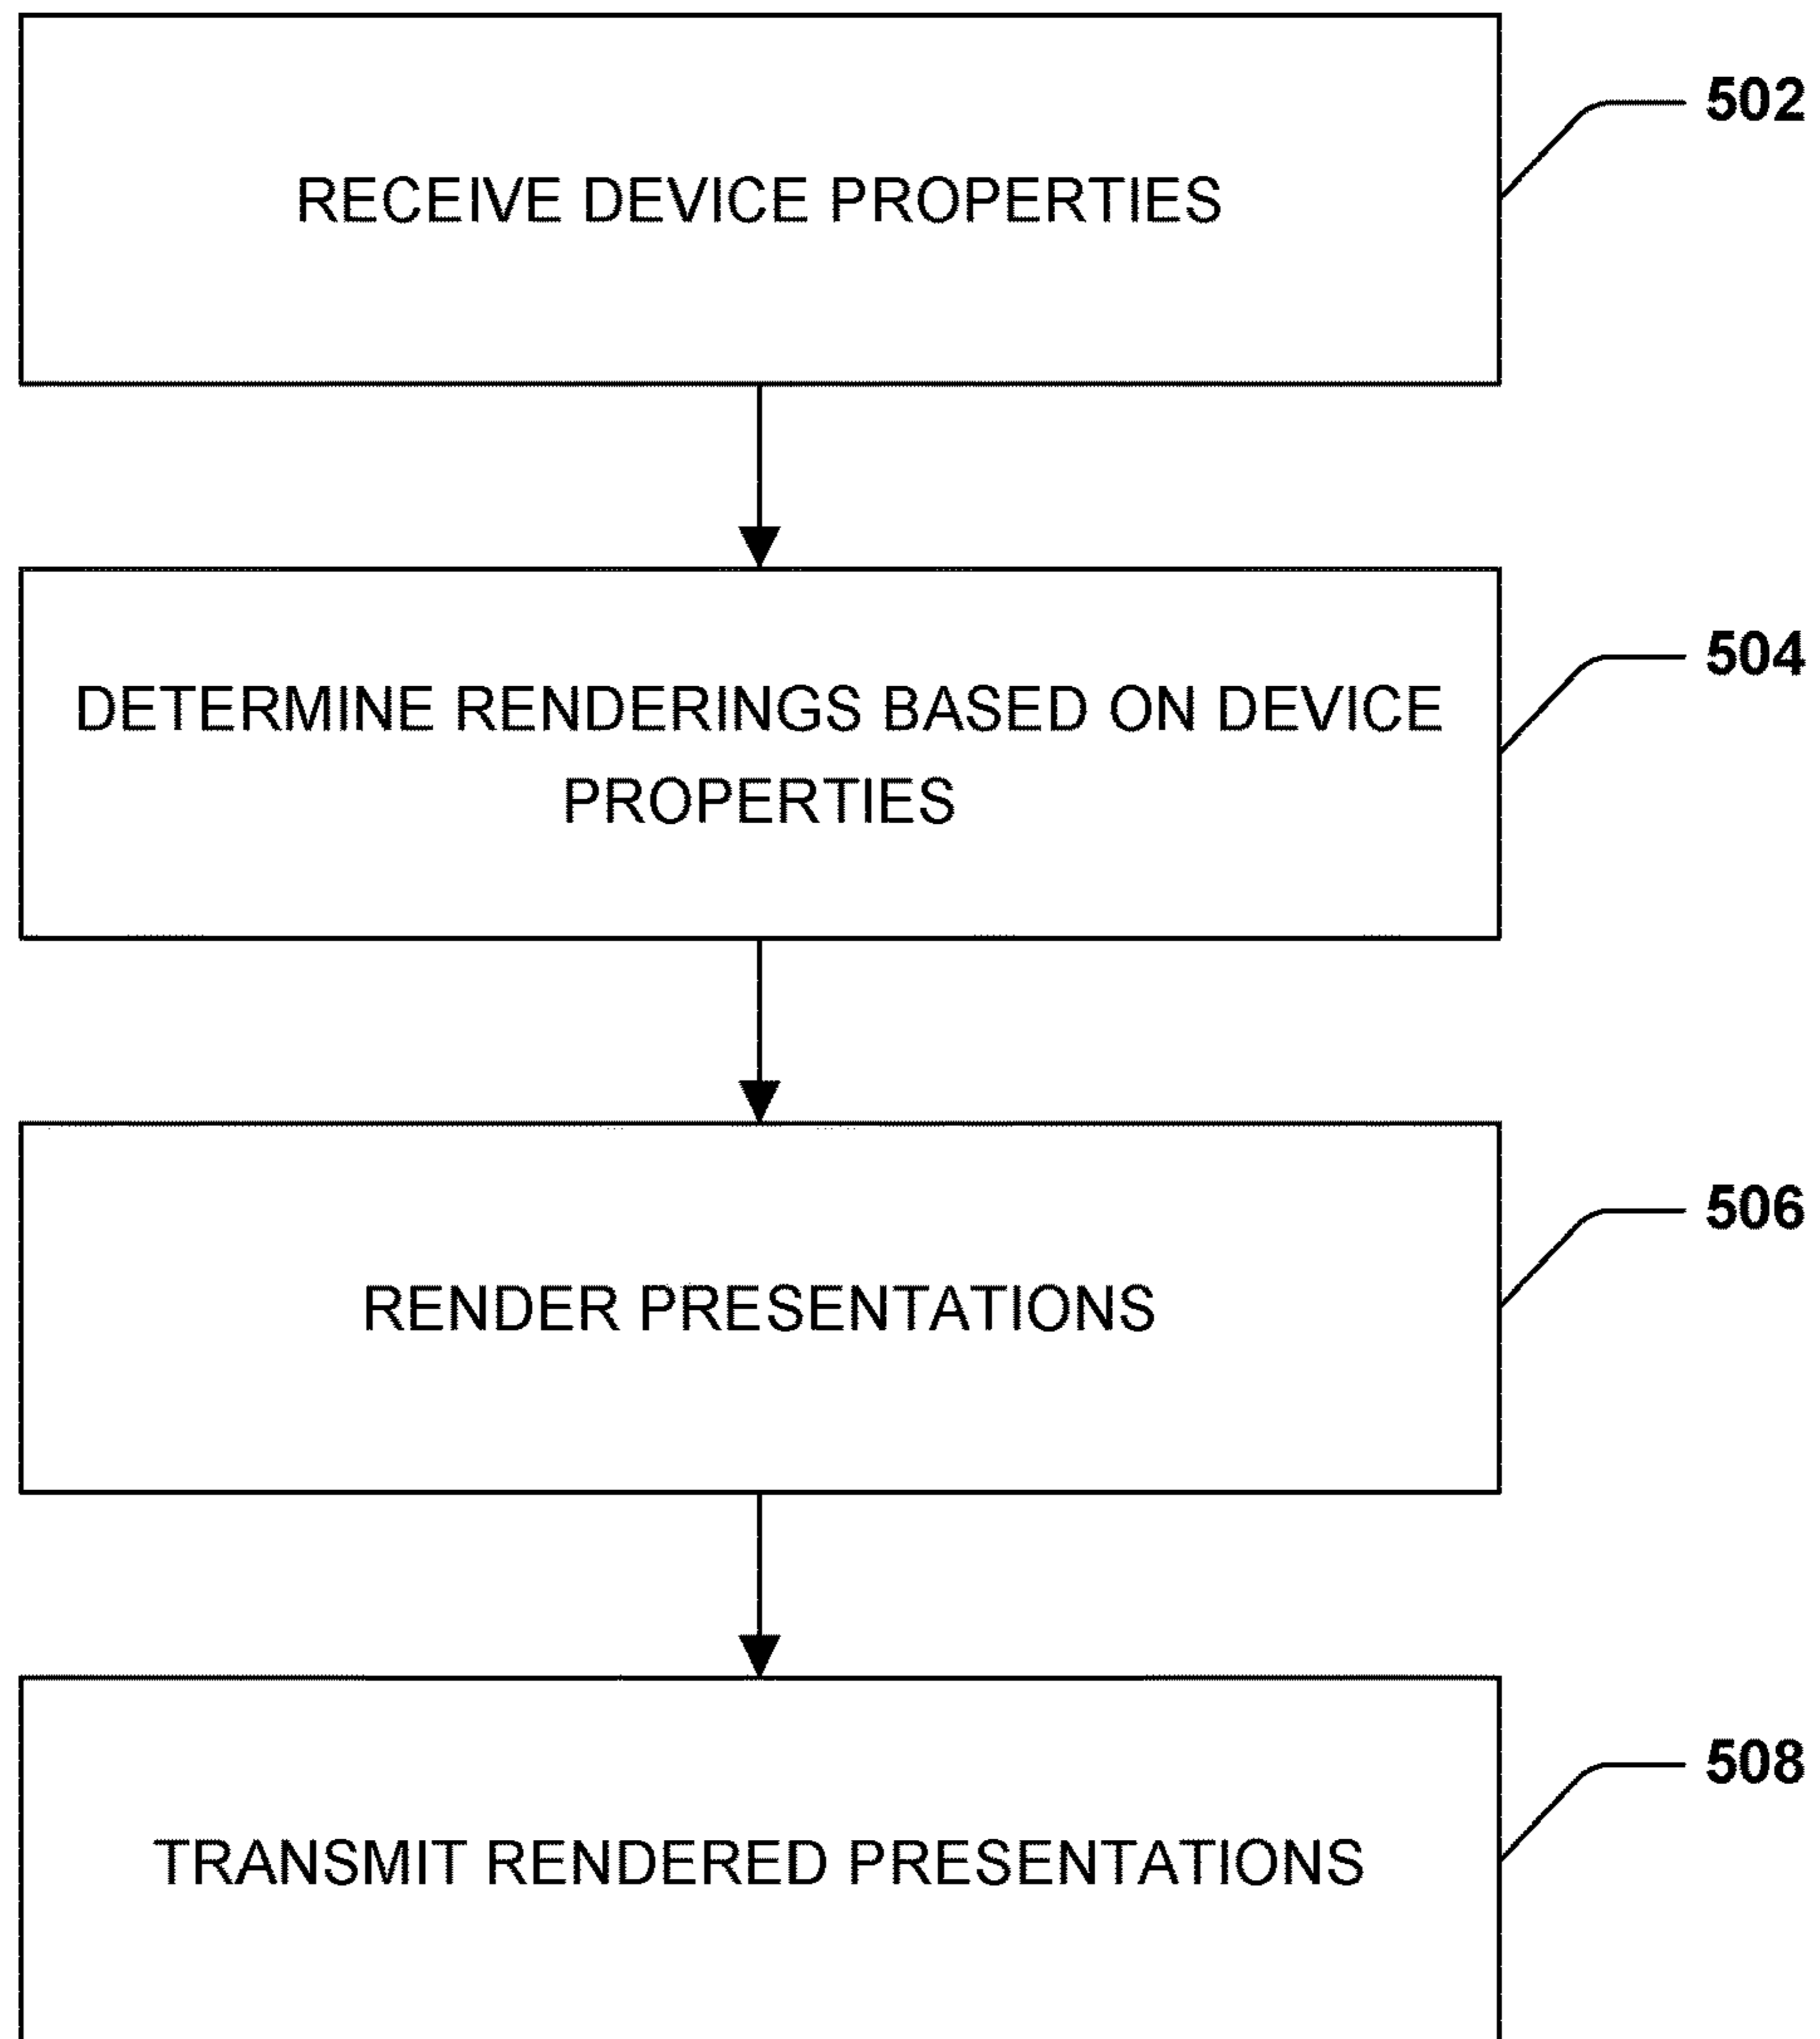 502
RECEIVE DEVICE PROPERTIES
504
DETERMINE RENDERINGS BASED ON DEVICE
PROPERTIES
506
RENDER PRESENTATIONS
508
TRANSMIT RENDERED PRESENTATIONS